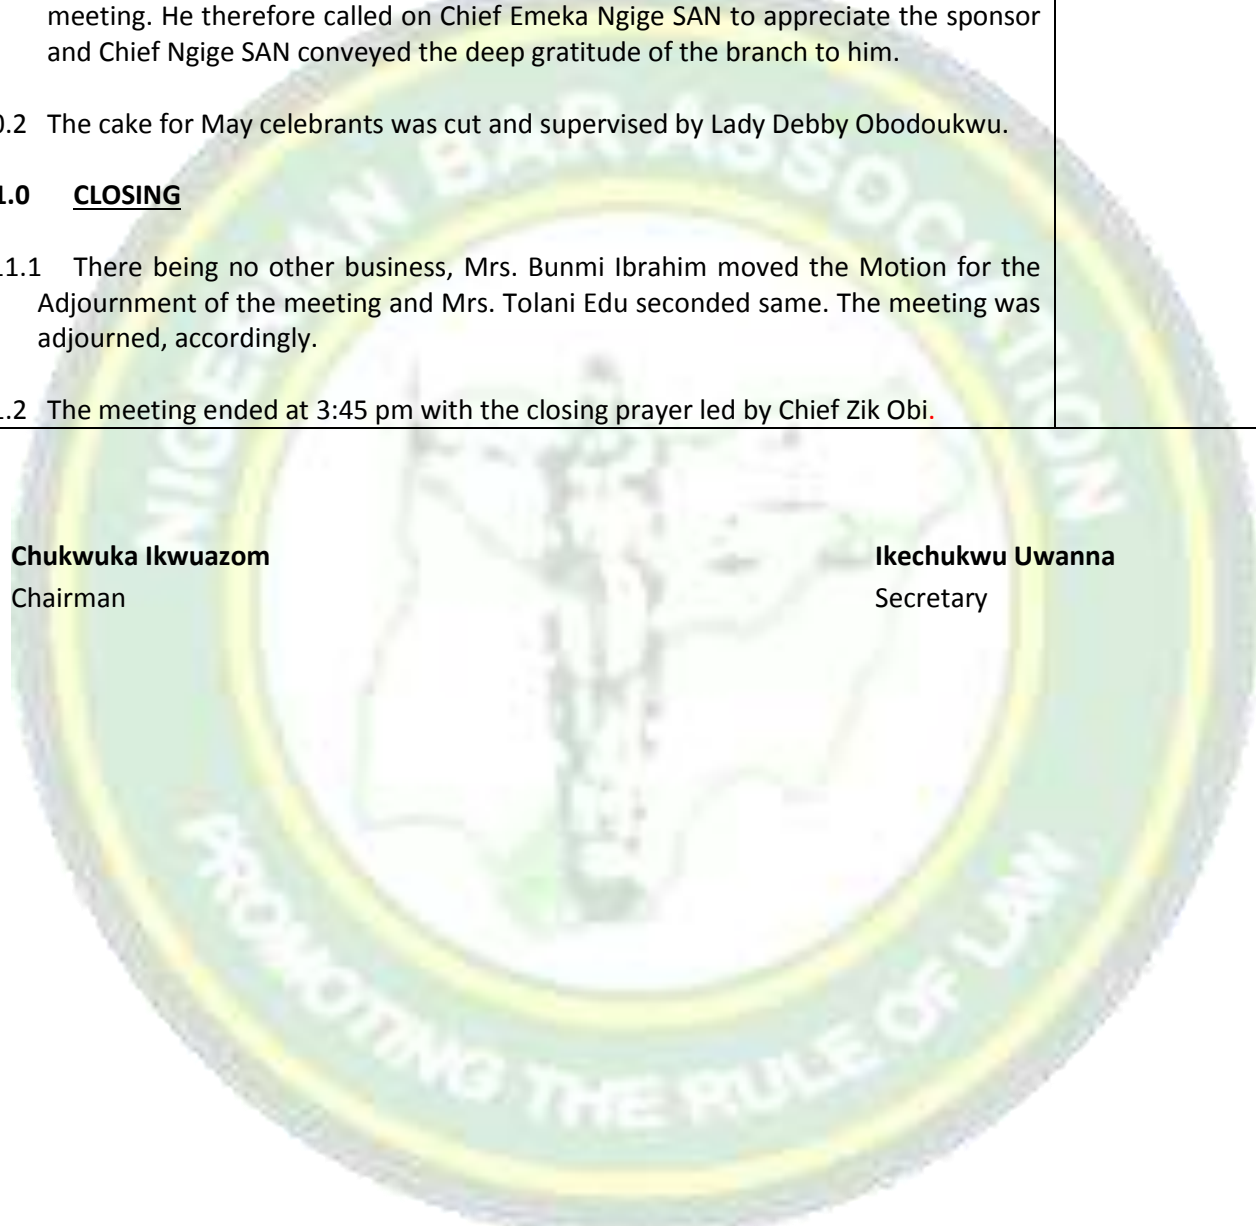 meeting. He therefore called on Chief Emeka Ngige SAN to appreciate the sponsor
and Chief Ngige SAN conveyed the deep gratitude of the branch to him.
0.2 The cake for May celebrants was cut and supervised by Lady Debby Obodoukwu.
1.0 CLOSING
11.1 There being no other business, Mrs. Bunmi Ibrahim moved the Motion for the
Adjournment of the meeting and Mrs. Tolani Edu seconded same. The meeting was
adjourned, accordingly.
1.2 The meeting ended at 3:45 pm with the closing prayer led by Chief Zik Obi.
Chukwuka Ikwuazom Ikechukwu Uwanna
Chairman Secretary
NIGERIAN BAR ASSOCIATION
PROMOTING THE RULE OF LAW